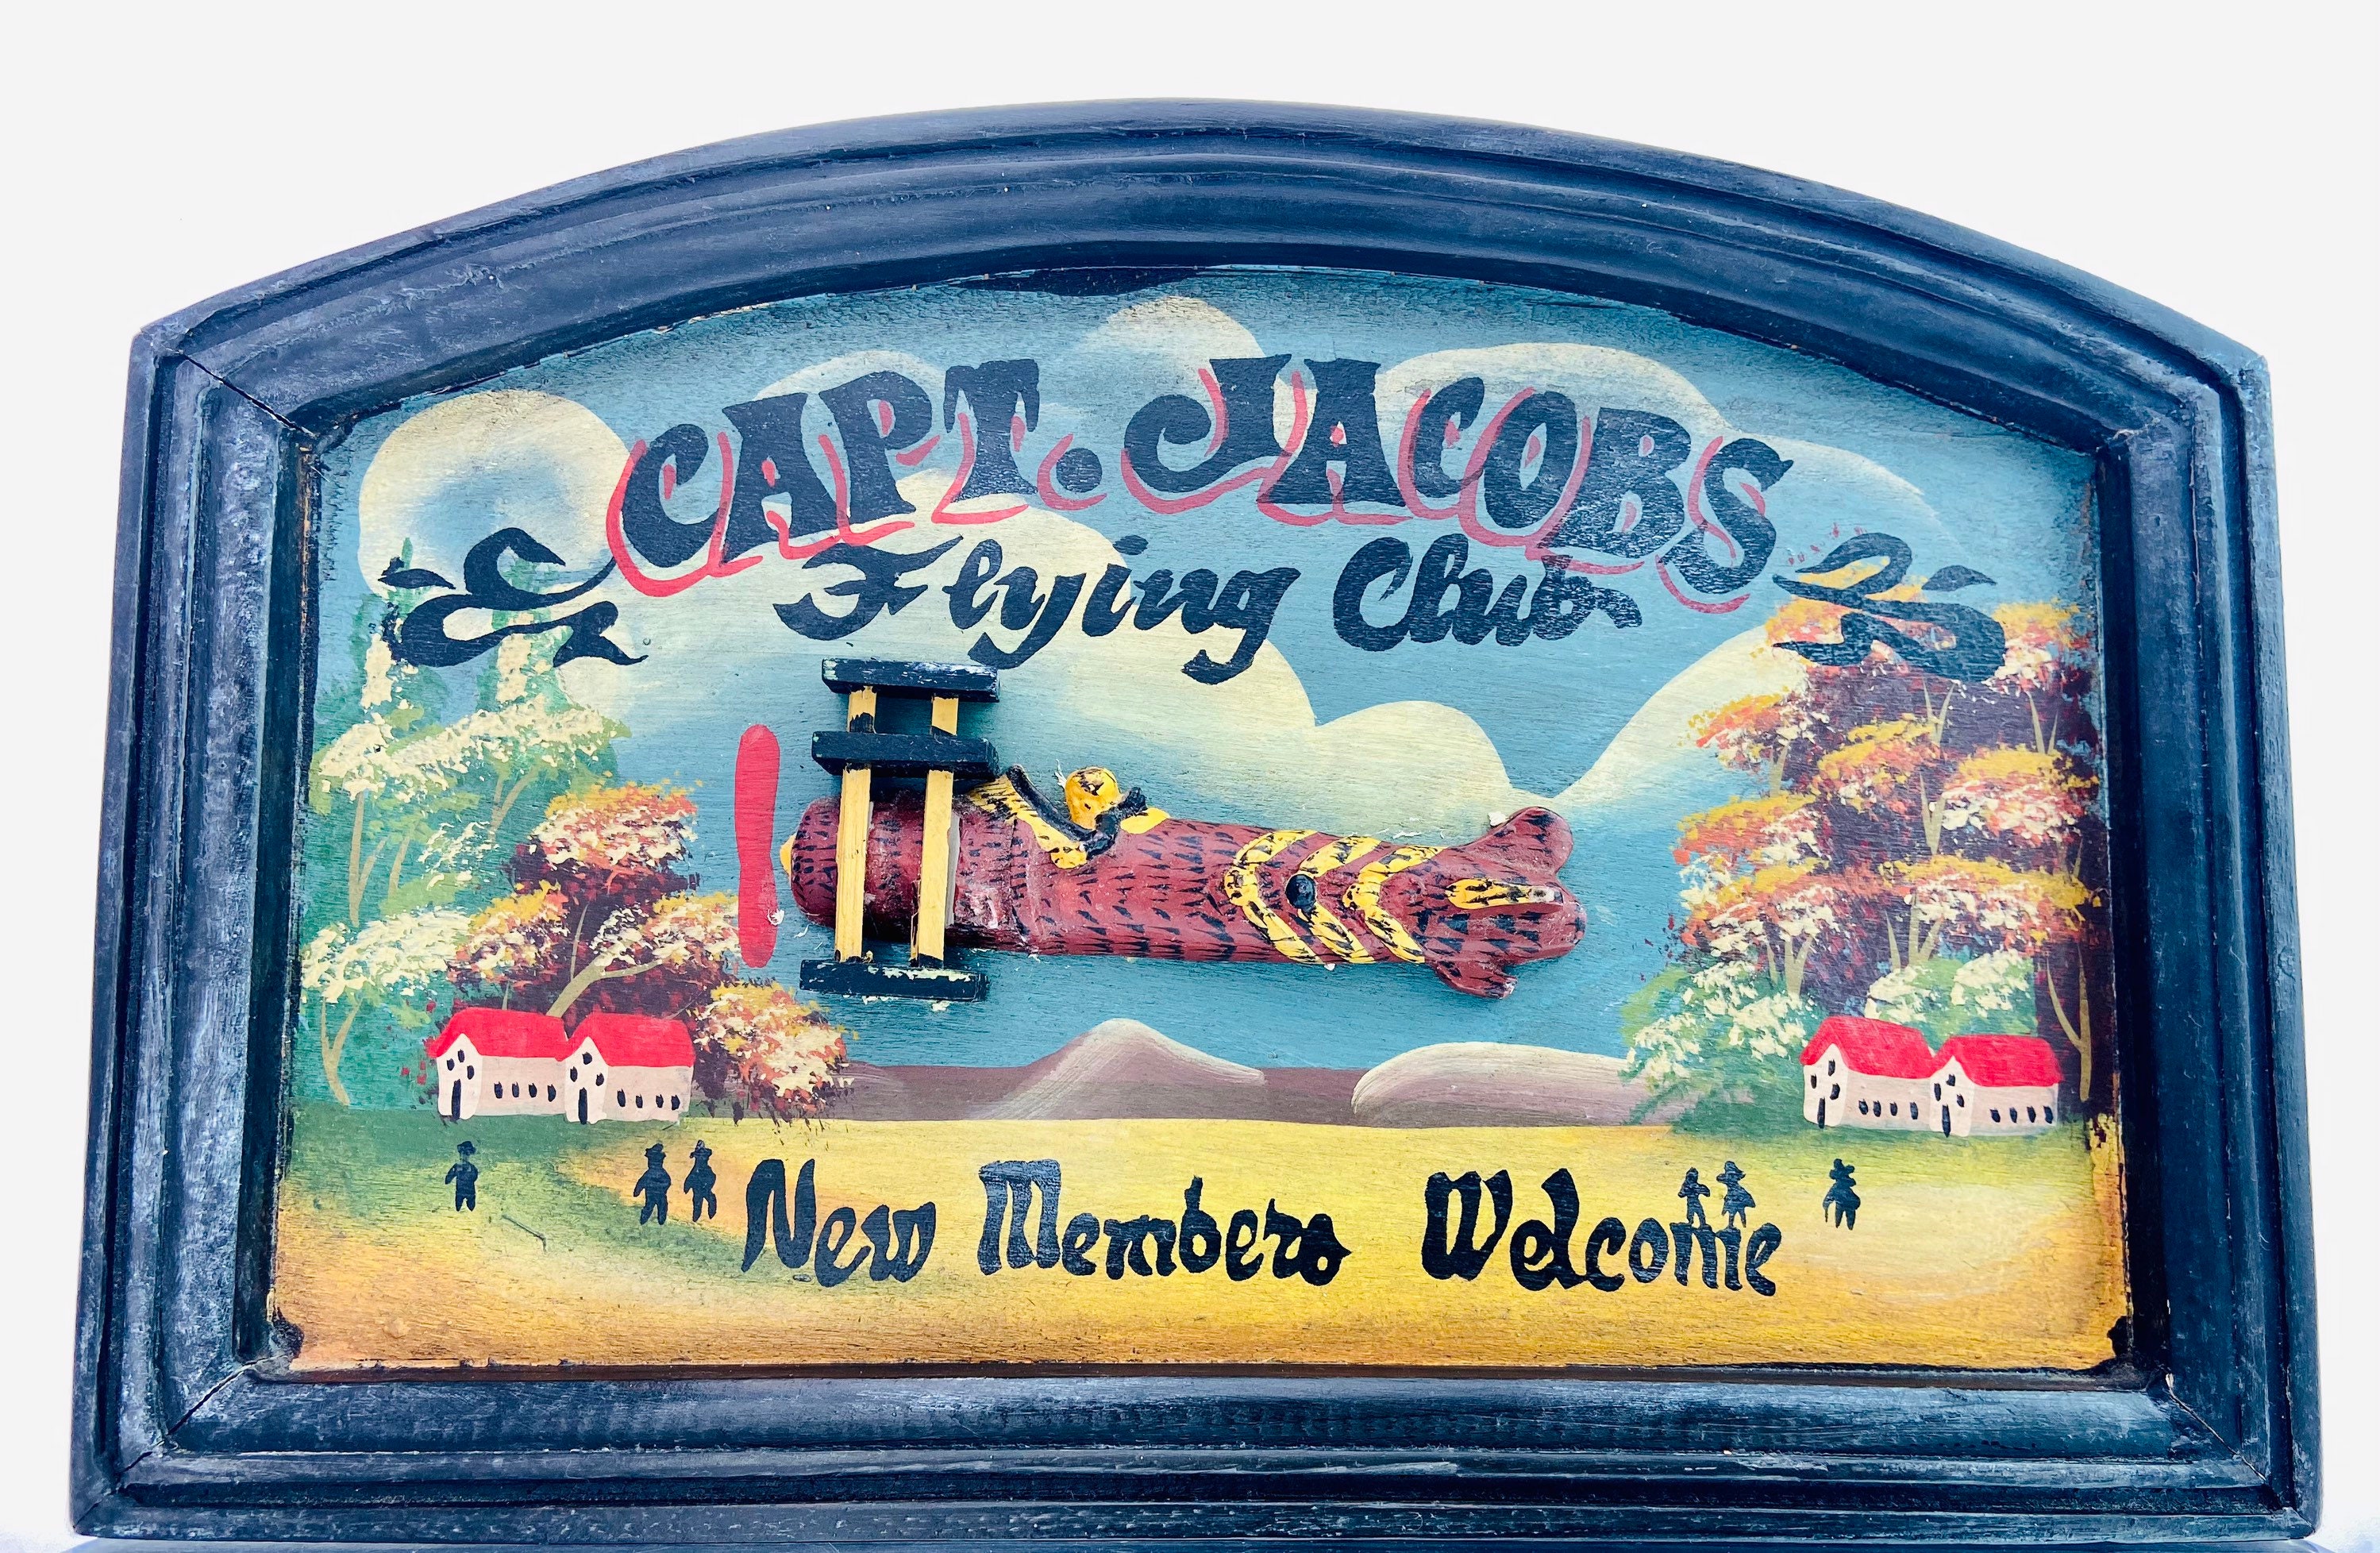 CAPT. JACOBS
Flying Club
New Members Welcome